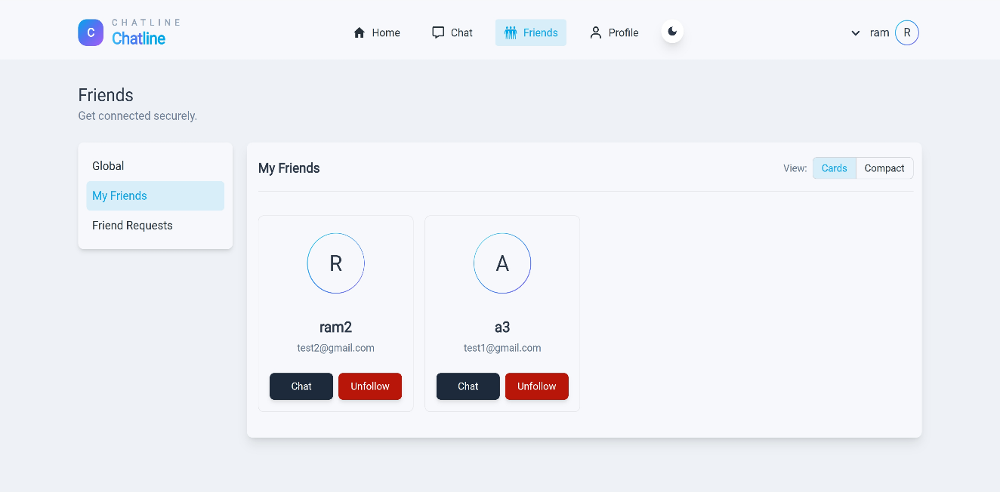 C
CHATLINE
Chatline
Home
Chat
Friends
Profile
ram
R
Friends
Get connected securely.
Global
My Friends
Friend Requests
My Friends
View:
Cards
Compact
R
ram2
test2@gmail.com
Chat
Unfollow
A
a3
test1@gmail.com
Chat
Unfollow